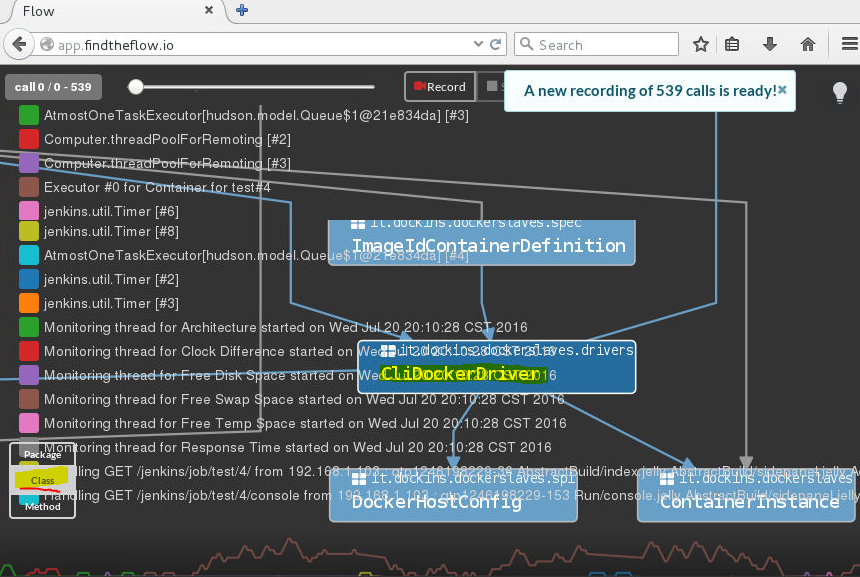 Flow
app.findtheflow.io
Search
call 0 / 0 - 539
Record
A new recording of 539 calls is ready!
AtmostOneTaskExecutor[hudson.model.Queue$1@21e834da] [#3]
Computer.threadPoolForRemoting [#2]
Computer.threadPoolForRemoting [#3]
Executor #0 for Container for test#4
jenkins.util.Timer [#6]
jenkins.util.Timer [#8]
it.dockins.dockerslaves.spec
ImageIdContainerDefinition
AtmostOneTaskExecutor[hudson.model.Queue$1@21e834da] [#4]
jenkins.util.Timer [#2]
jenkins.util.Timer [#3]
Monitoring thread for Architecture started on Wed Jul 20 20:10:28 CST 2016
Monitoring thread for Clock Difference started on Wed Jul 20 20:10:28 CST 2016
it.dockins.dockerslaves.drivers
CliDockerDriver
Monitoring thread for Free Disk Space started on Wed Jul 20 20:10:28 CST 2016
Monitoring thread for Free Swap Space started on Wed Jul 20 20:10:28 CST 2016
Monitoring thread for Free Temp Space started on Wed Jul 20 20:10:28 CST 2016
Monitoring thread for Response Time started on Wed Jul 20 20:10:28 CST 2016
Package
Class
Method
Handling GET /jenkins/job/test/4/ from 192.168.1.103 : AbstractBuild/index.jelly AbstractBuild/sidepanel.jelly
it.dockins.dockerslaves.spi
DockerHostConfig
it.dockins.dockerslaves
ContainerInstance
Handling GET /jenkins/job/test/4/console from 192.168.1.103 : qtp1246198229-153 Run/console.jelly AbstractBuild/sidepanel.jelly